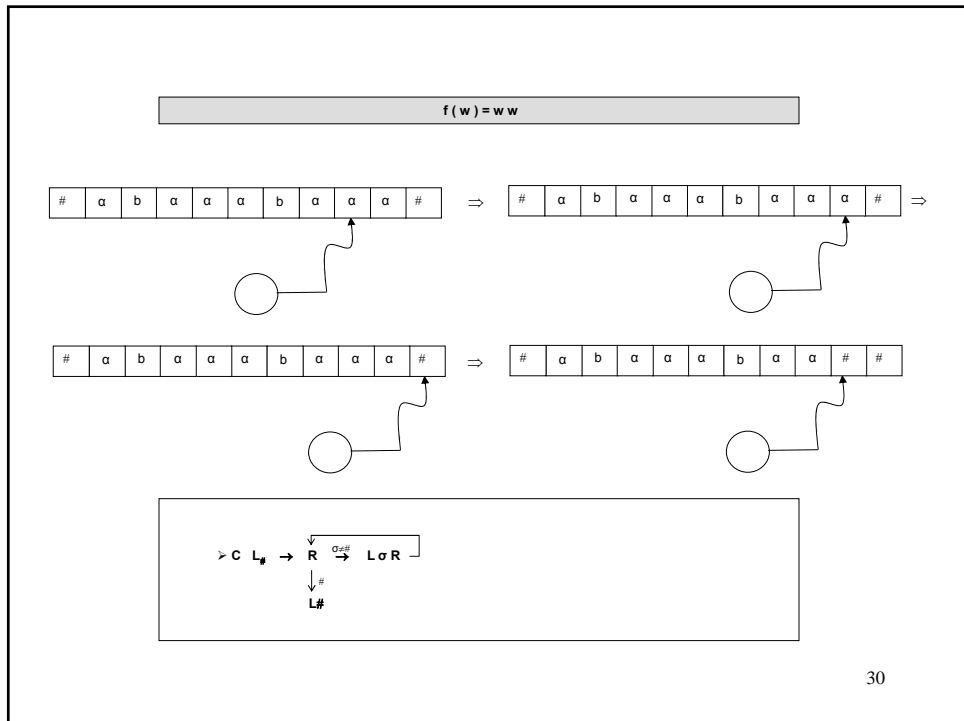 f ( w ) = w w
# α b α α α b α α α # ⇒ # α b α α α b α α α # ⇒
# α b α α α b α α α # ⇒ # α b α α α b α α # #
➢ C L# → R σ≠# → L σ R
↓ #
L#
30